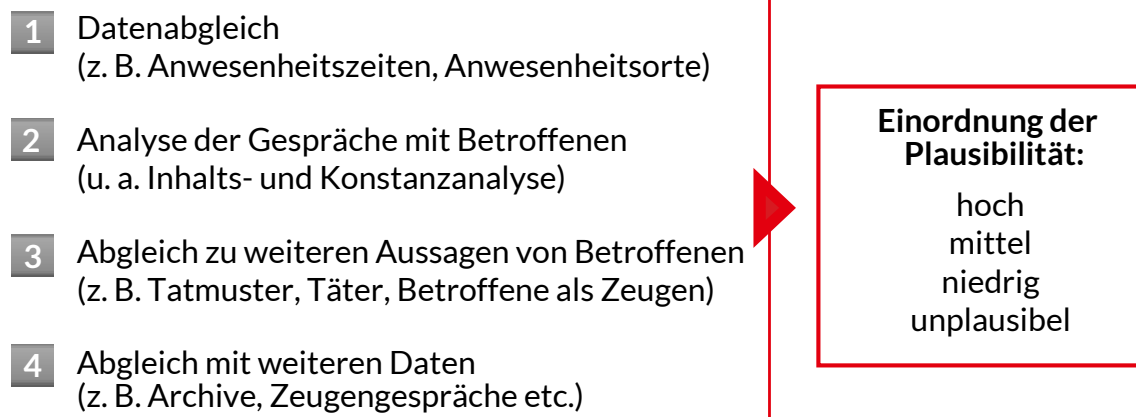 1 Datenabgleich
(z. B. Anwesenheitszeiten, Anwesenheitsorte)
2 Analyse der Gespräche mit Betroffenen
(u. a. Inhalts- und Konstanzanalyse)
3 Abgleich zu weiteren Aussagen von Betroffenen
(z. B. Tatmuster, Täter, Betroffene als Zeugen)
4 Abgleich mit weiteren Daten
(z. B. Archive, Zeugengespräche etc.)
Einordnung der
Plausibilität:
hoch
mittel
niedrig
unplausibel